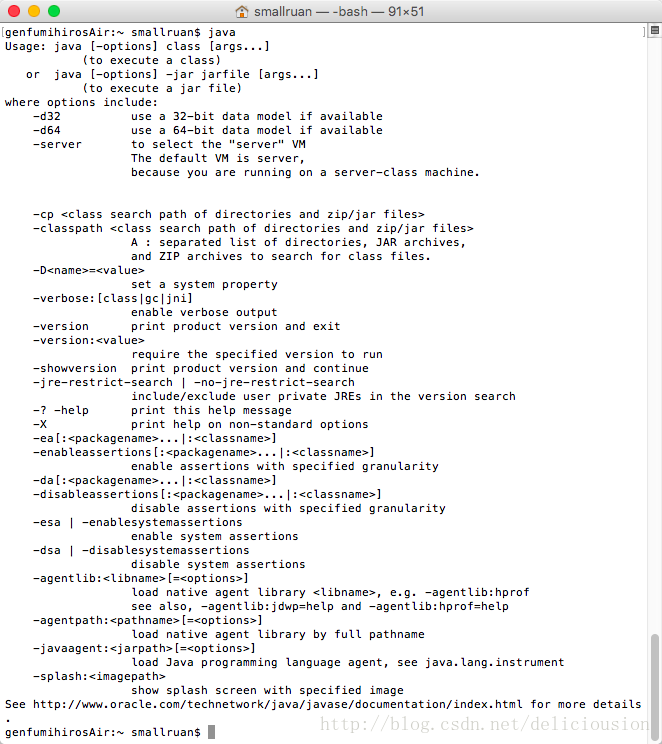 smallruan — -bash — 91×51
[genfumihirosAir:~ smallruan$ java ]
Usage: java [-options] class [args...]
           (to execute a class)
   or  java [-options] -jar jarfile [args...]
           (to execute a jar file)
where options include:
    -d32          use a 32-bit data model if available
    -d64          use a 64-bit data model if available
    -server       to select the "server" VM
                  The default VM is server,
                  because you are running on a server-class machine.
    -cp <class search path of directories and zip/jar files>
    -classpath <class search path of directories and zip/jar files>
                  A : separated list of directories, JAR archives,
                  and ZIP archives to search for class files.
    -D<name>=<value>
                  set a system property
    -verbose:[class|gc|jni]
                  enable verbose output
    -version      print product version and exit
    -version:<value>
                  require the specified version to run
    -showversion  print product version and continue
    -jre-restrict-search | -no-jre-restrict-search
                  include/exclude user private JREs in the version search
    -? -help      print this help message
    -X            print help on non-standard options
    -ea[:<packagename>...|:<classname>]
    -enableassertions[:<packagename>...|:<classname>]
                  enable assertions with specified granularity
    -da[:<packagename>...|:<classname>]
    -disableassertions[:<packagename>...|:<classname>]
                  disable assertions with specified granularity
    -esa | -enablesystemassertions
                  enable system assertions
    -dsa | -disablesystemassertions
                  disable system assertions
    -agentlib:<libname>[=<options>]
                  load native agent library <libname>, e.g. -agentlib:hprof
                  see also, -agentlib:jdwp=help and -agentlib:hprof=help
    -agentpath:<pathname>[=<options>]
                  load native agent library by full pathname
    -javaagent:<jarpath>[=<options>]
                  load Java programming language agent, see java.lang.instrument
    -splash:<imagepath>
                  show splash screen with specified image
See http://www.oracle.com/technetwork/java/javase/documentation/index.html for more details
.
genfumihirosAir:~ smallruan$
http://blog.csdn.net/deliciousion